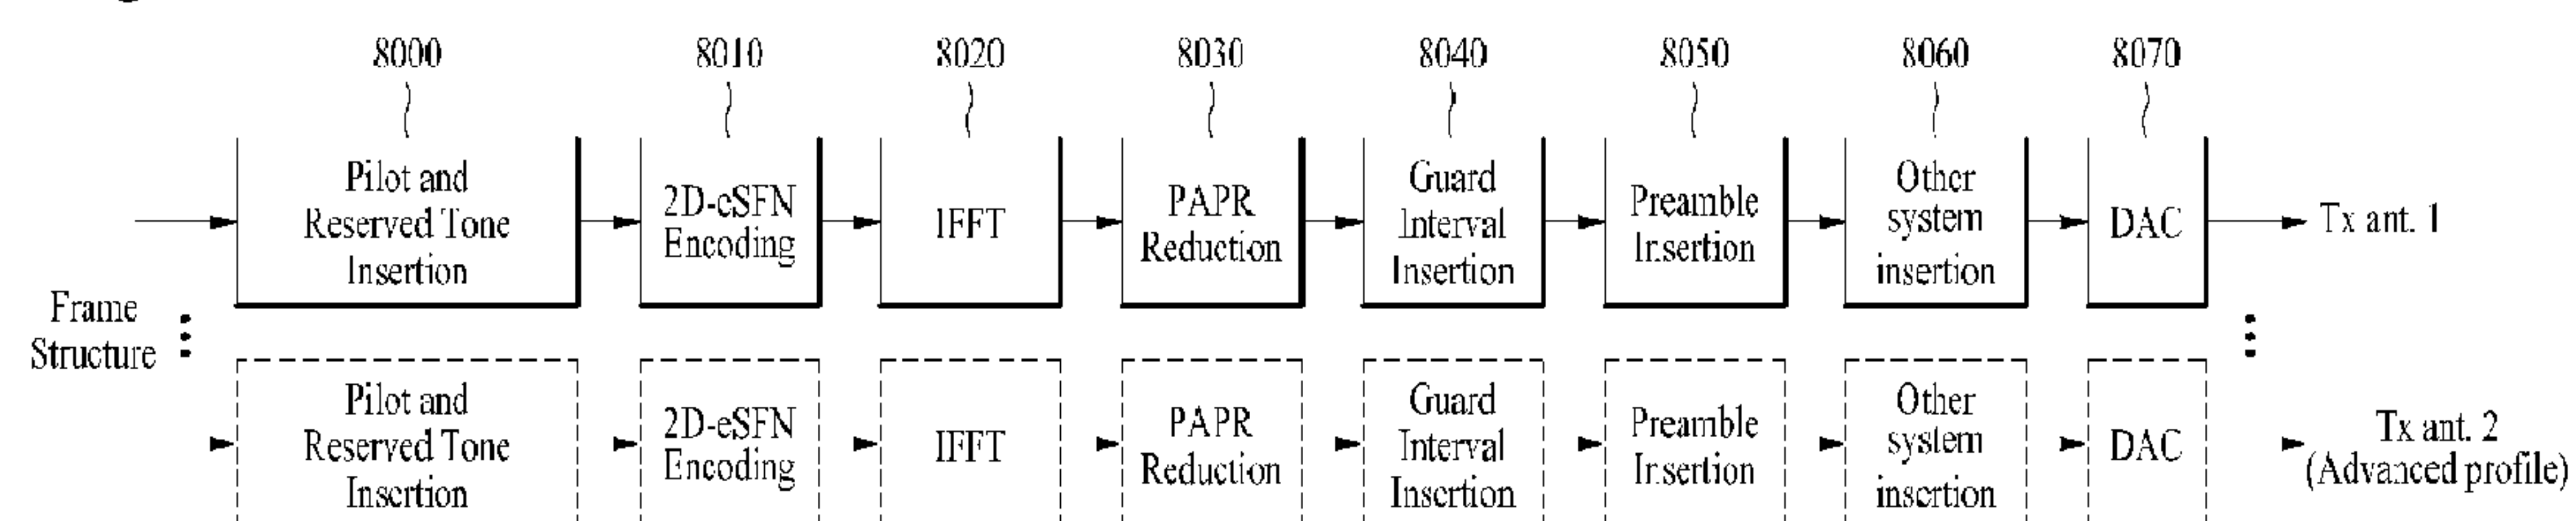 8000 8010 8020 8030 8040 8050 8060 8070
Pilot and
Reserved Tone
Insertion
2D-eSFN
Encoding
IFFT
PAPR
Reduction
Guard
Interval
Insertion
Preamble
Insertion
Other
system
insertion
DAC
Tx ant. 1
Frame
Structure
Pilot and
Reserved Tone
Insertion
2D-eSFN
Encoding
IFFT
PAPR
Reduction
Guard
Interval
Insertion
Preamble
Insertion
Other
system
insertion
DAC
Tx ant. 2
(Advanced profile)